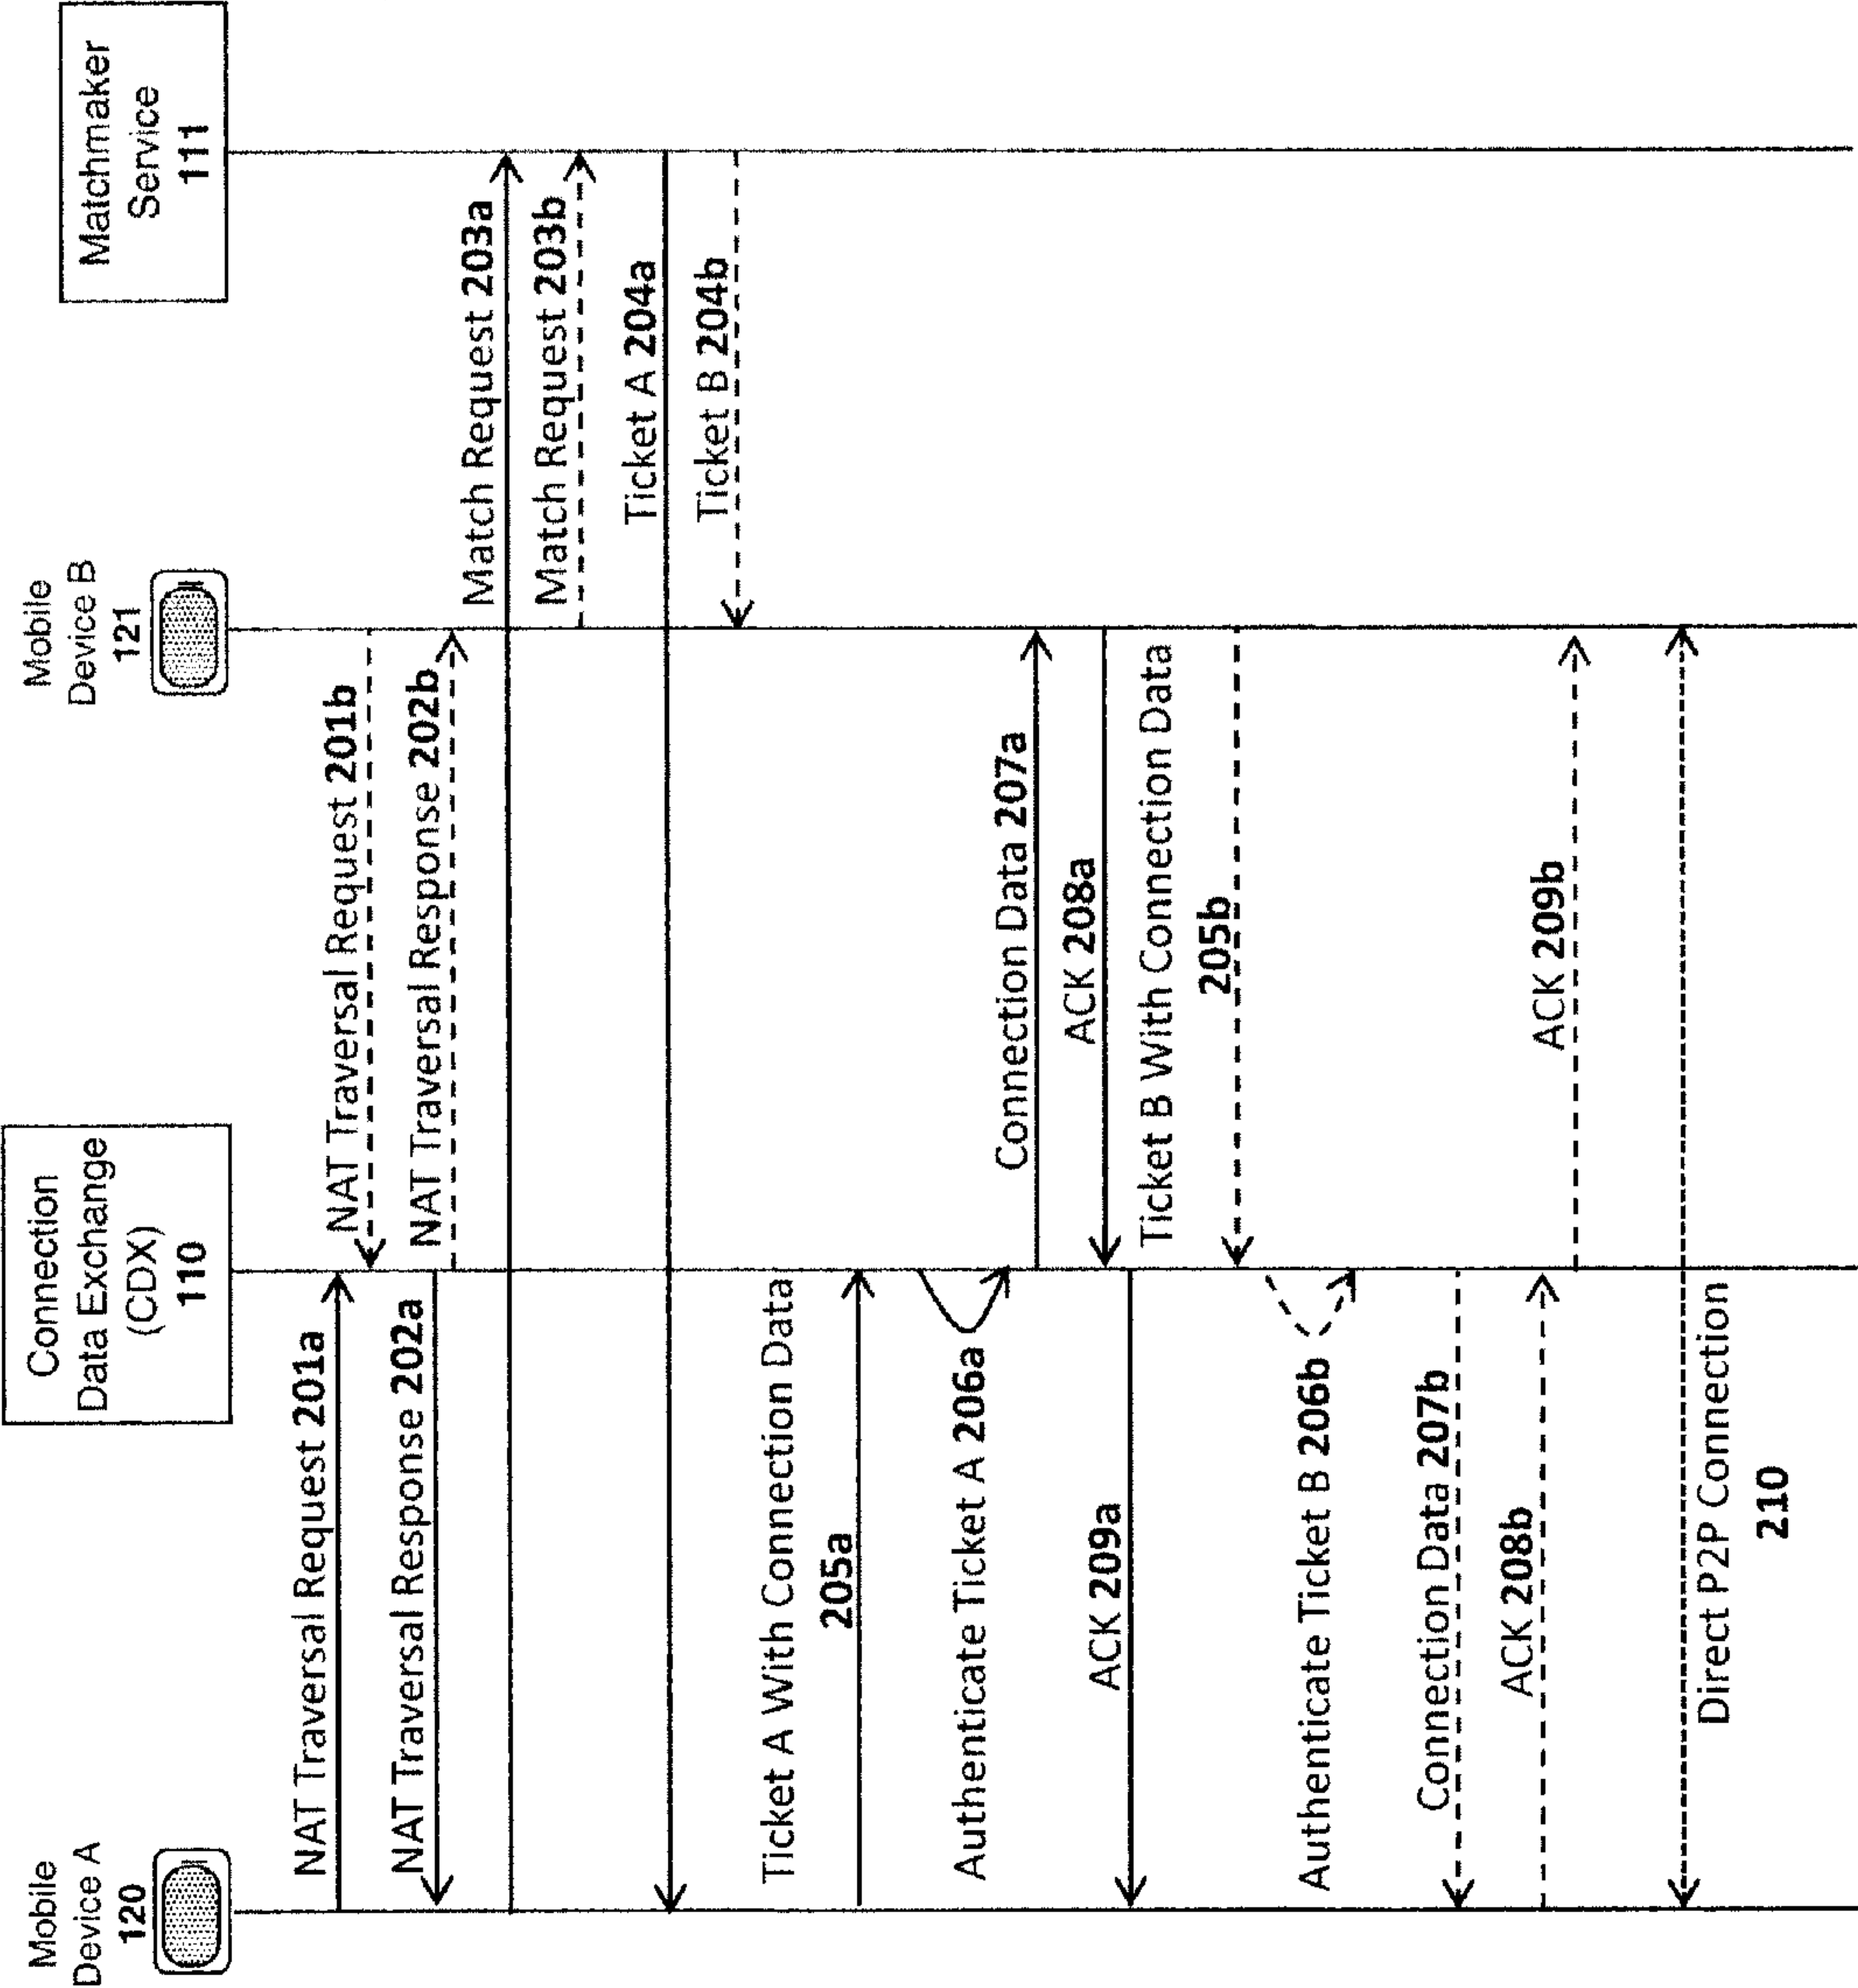 Mobile
Device A
120
Connection
Data Exchange
(CDX)
110
Mobile
Device B
121
Matchmaker
Service
111
NAT Traversal Request 201a
NAT Traversal Request 201b
NAT Traversal Response 202a
NAT Traversal Response 202b
Match Request 203a
Match Request 203b
Ticket A 204a
Ticket B 204b
Ticket A With Connection Data
205a
Authenticate Ticket A 206a
Connection Data 207a
ACK 208a
ACK 209a
Ticket B With Connection Data
205b
Authenticate Ticket B 206b
Connection Data 207b
ACK 208b
ACK 209b
Direct P2P Connection
210